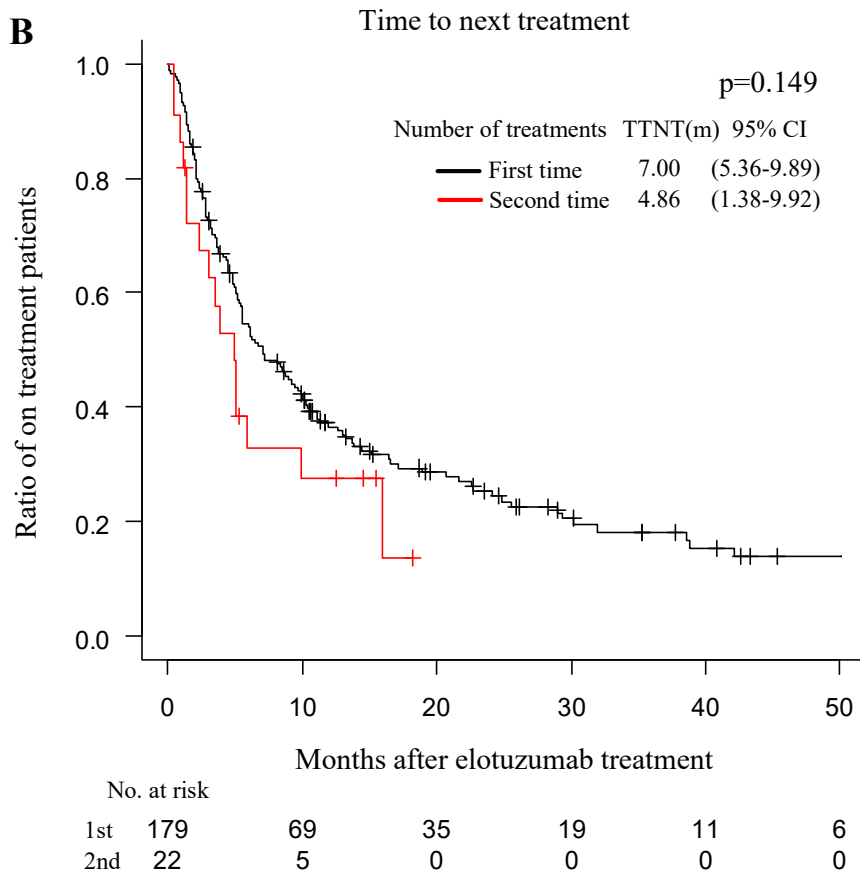 B
Time to next treatment
p=0.149
Number of treatments TTNT(m) 95% CI
First time 7.00 (5.36-9.89)
Second time 4.86 (1.38-9.92)
Ratio of on treatment patients
1.0
0.8
0.6
0.4
0.2
0.0
0 10 20 30 40 50
Months after elotuzumab treatment
No. at risk
1st 179 69 35 19 11 6
2nd 22 5 0 0 0 0